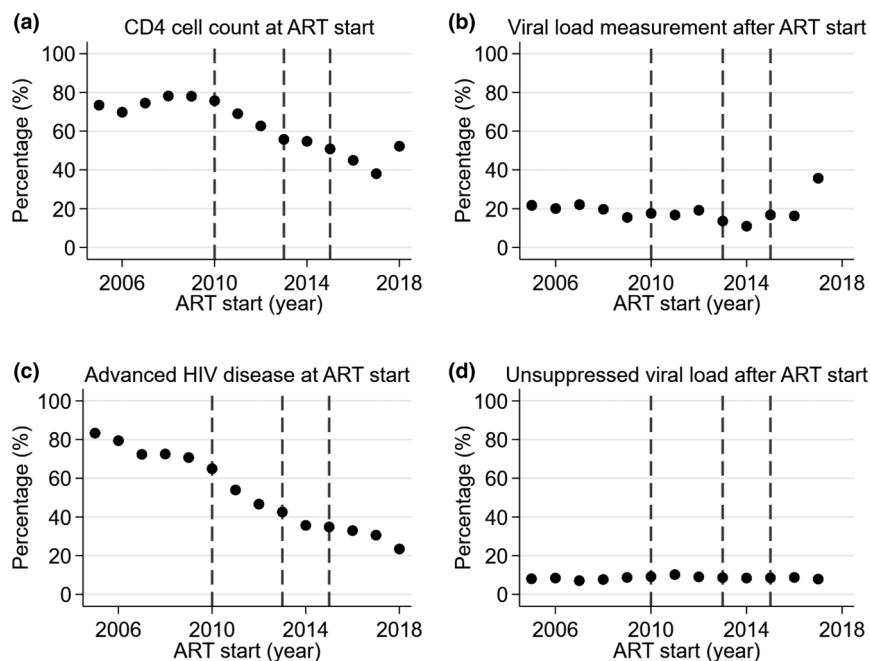 (a) CD4 cell count at ART start
Percentage (%)
100
80
60
40
20
0
2006 2010 2014 2018
ART start (year)
(b) Viral load measurement after ART start
Percentage (%)
100
80
60
40
20
0
2006 2010 2014 2018
ART start (year)
(c) Advanced HIV disease at ART start
Percentage (%)
100
80
60
40
20
0
2006 2010 2014 2018
ART start (year)
(d) Unsuppressed viral load after ART start
Percentage (%)
100
80
60
40
20
0
2006 2010 2014 2018
ART start (year)